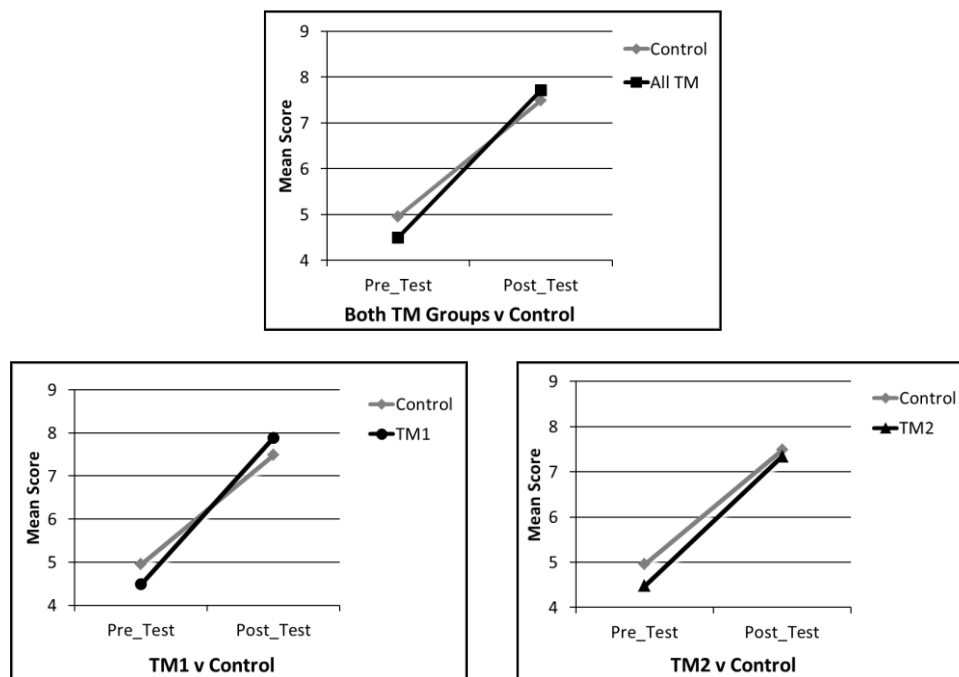 9
8
7
6
5
4
Mean Score
Control
All TM
Pre_Test Post_Test
Both TM Groups v Control
9
8
7
6
5
4
Mean Score
Control
TM1
Pre_Test Post_Test
TM1 v Control
9
8
7
6
5
4
Mean Score
Control
TM2
Pre_Test Post_Test
TM2 v Control